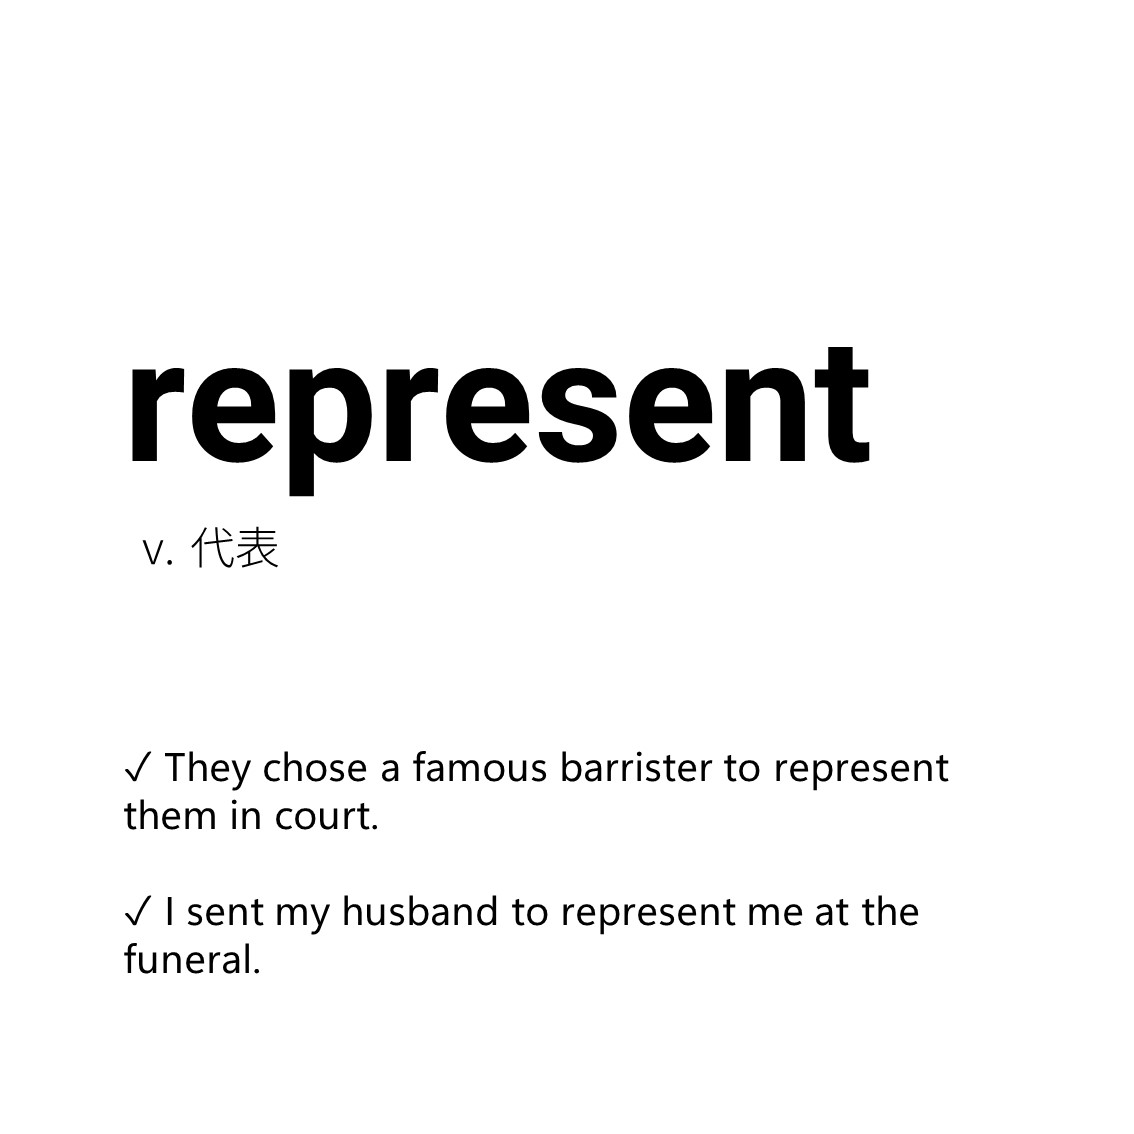 represent
v. 代表
✓ They chose a famous barrister to represent
them in court.
✓ I sent my husband to represent me at the
funeral.